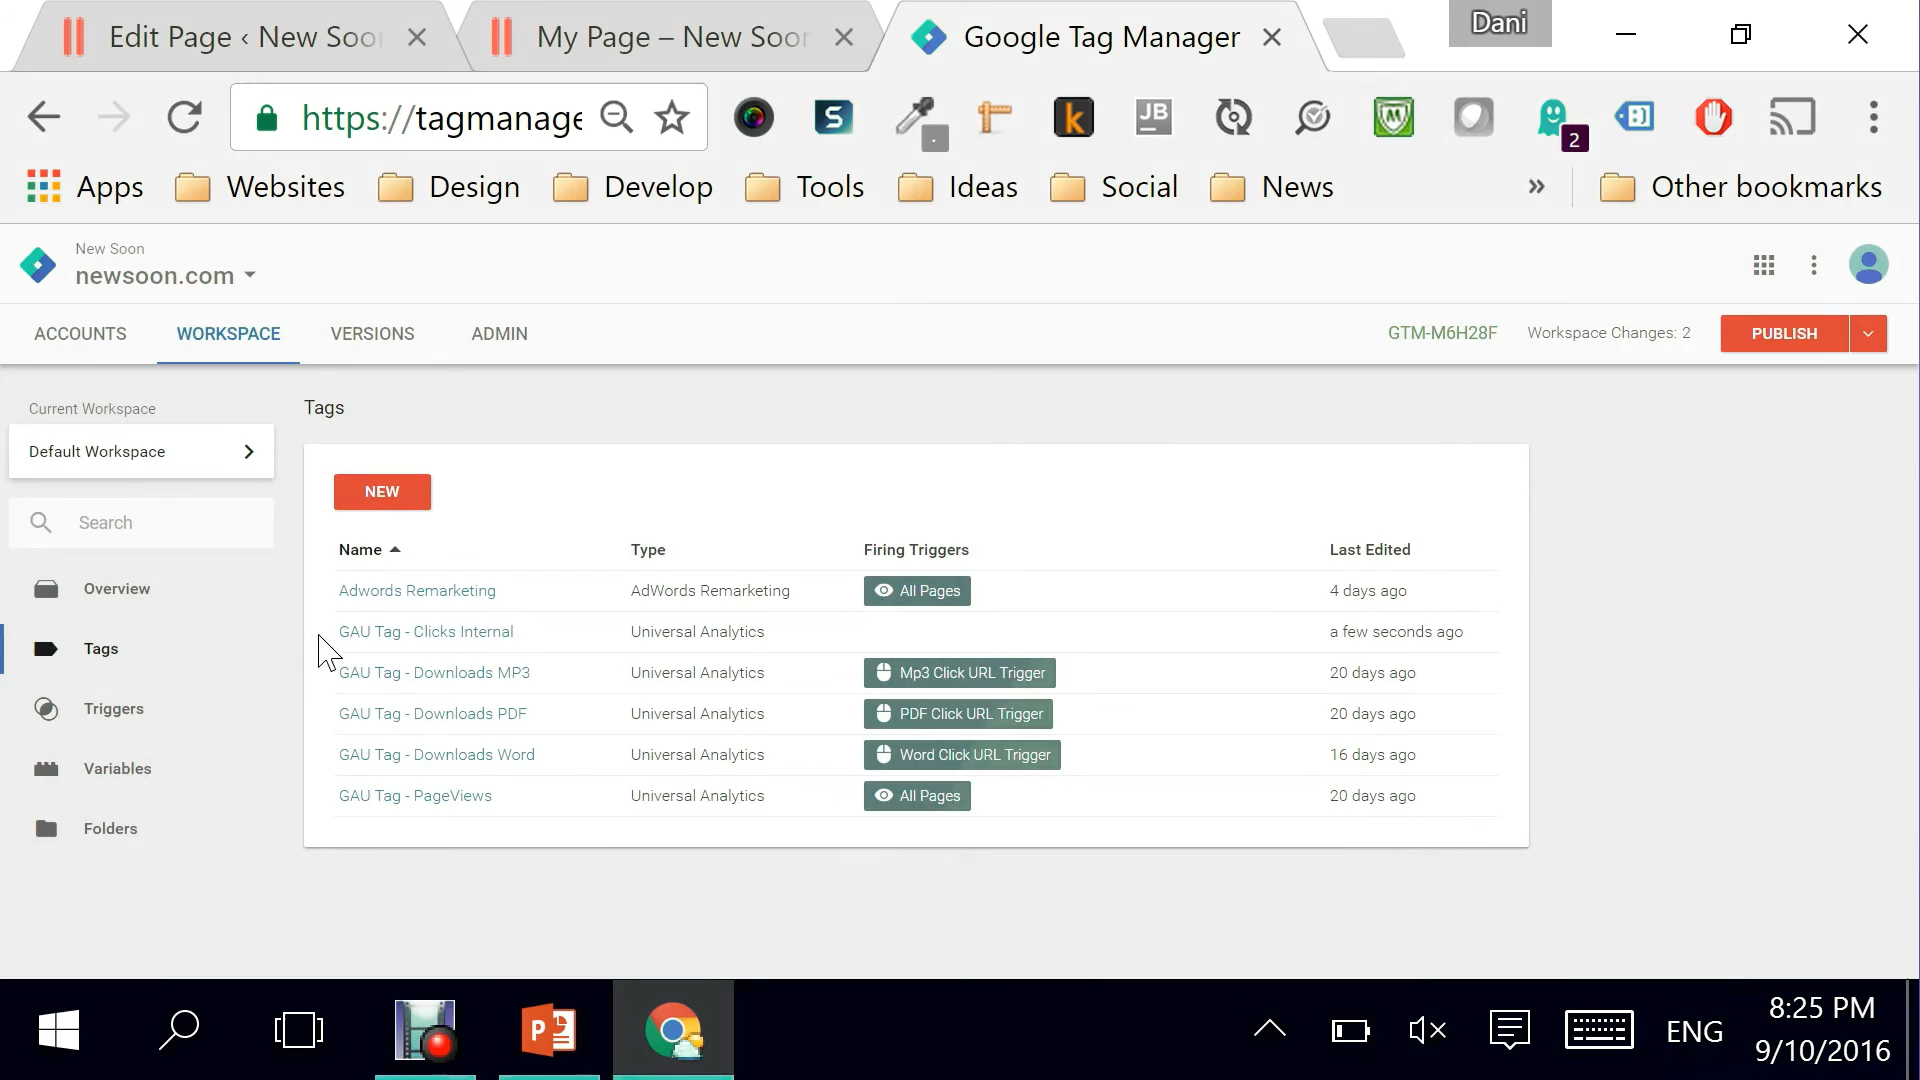 Edit Page ‹ New Soo
My Page – New Soo
Google Tag Manager
Dani
https://tagmanage
S
k
JB
M
2
Apps
Websites
Design
Develop
Tools
Ideas
Social
News
»
Other bookmarks
New Soon
newsoon.com
ACCOUNTS
WORKSPACE
VERSIONS
ADMIN
GTM-M6H28F
Workspace Changes: 2
PUBLISH
Current Workspace
Default Workspace
Search
Overview
Tags
Triggers
Variables
Folders
Tags
NEW
Name Type Firing Triggers Last Edited
Adwords Remarketing AdWords Remarketing All Pages 4 days ago
GAU Tag - Clicks Internal Universal Analytics a few seconds ago
GAU Tag - Downloads MP3 Universal Analytics Mp3 Click URL Trigger 20 days ago
GAU Tag - Downloads PDF Universal Analytics PDF Click URL Trigger 20 days ago
GAU Tag - Downloads Word Universal Analytics Word Click URL Trigger 16 days ago
GAU Tag - PageViews Universal Analytics All Pages 20 days ago
P
ENG
8:25 PM
9/10/2016